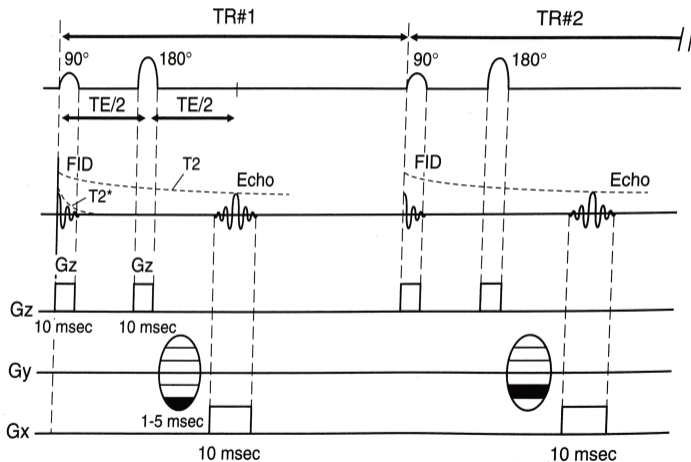 TR#1 TR#2
90° 180° 90° 180°
TE/2 TE/2
FID T2 FID
T2* Echo Echo
Gz Gz
Gz
10 msec 10 msec
Gy
1-5 msec
Gx
10 msec 10 msec